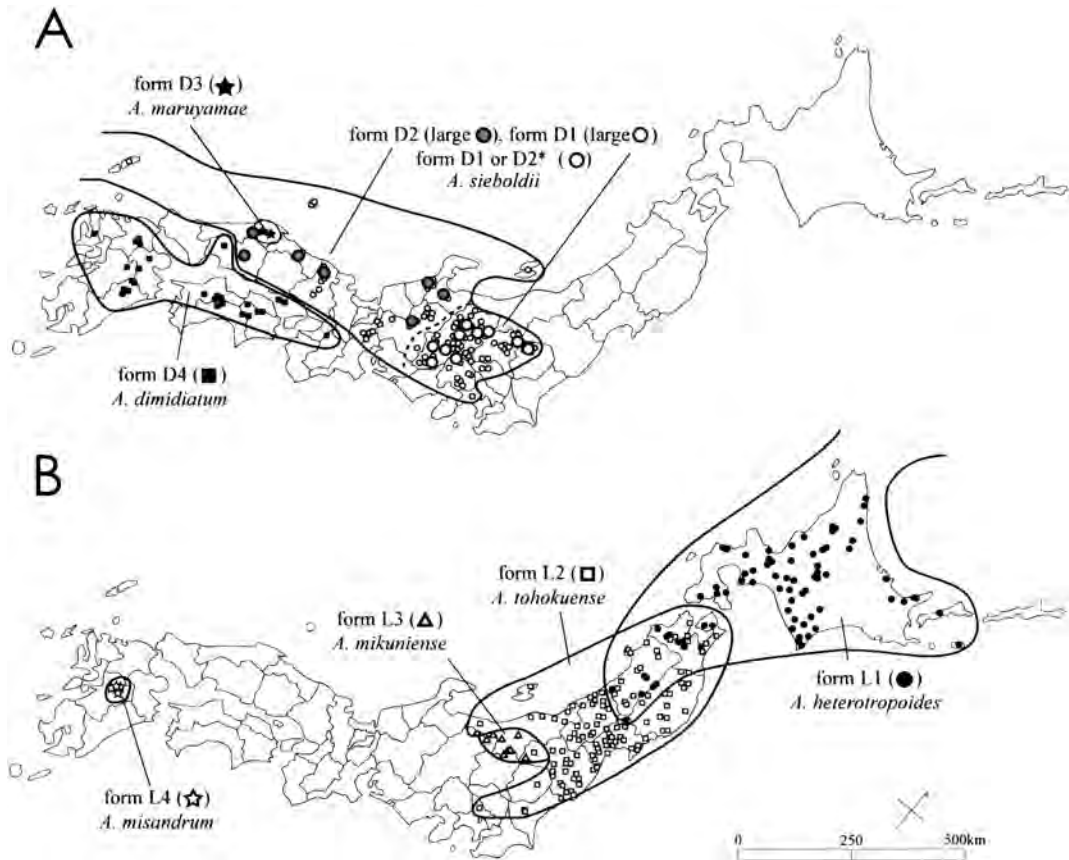 A
form D3 (★)
A. maruyamae
form D2 (large ●), form D1 (large ○)
form D1 or D2* (○)
A. sieboldii
form D4 (■)
A. dimidiatum
B
form L2 (□)
A. tohokuense
form L3 (△)
A. mikuniense
form L1 (●)
A. heterotropoides
form L4 (☆)
A. misandrum
0 250 500km